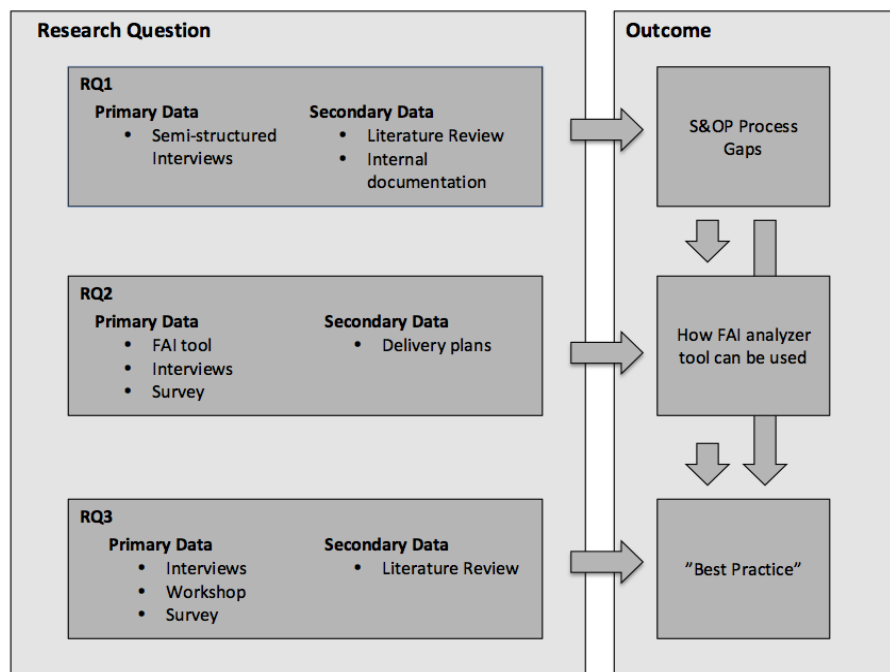 Research Question
Outcome
RQ1
Primary Data
• Semi-structured
Interviews
Secondary Data
• Literature Review
• Internal
documentation
S&OP Process
Gaps
RQ2
Primary Data
• FAI tool
• Interviews
• Survey
Secondary Data
• Delivery plans
How FAI analyzer
tool can be used
RQ3
Primary Data
• Interviews
• Workshop
• Survey
Secondary Data
• Literature Review
”Best Practice”